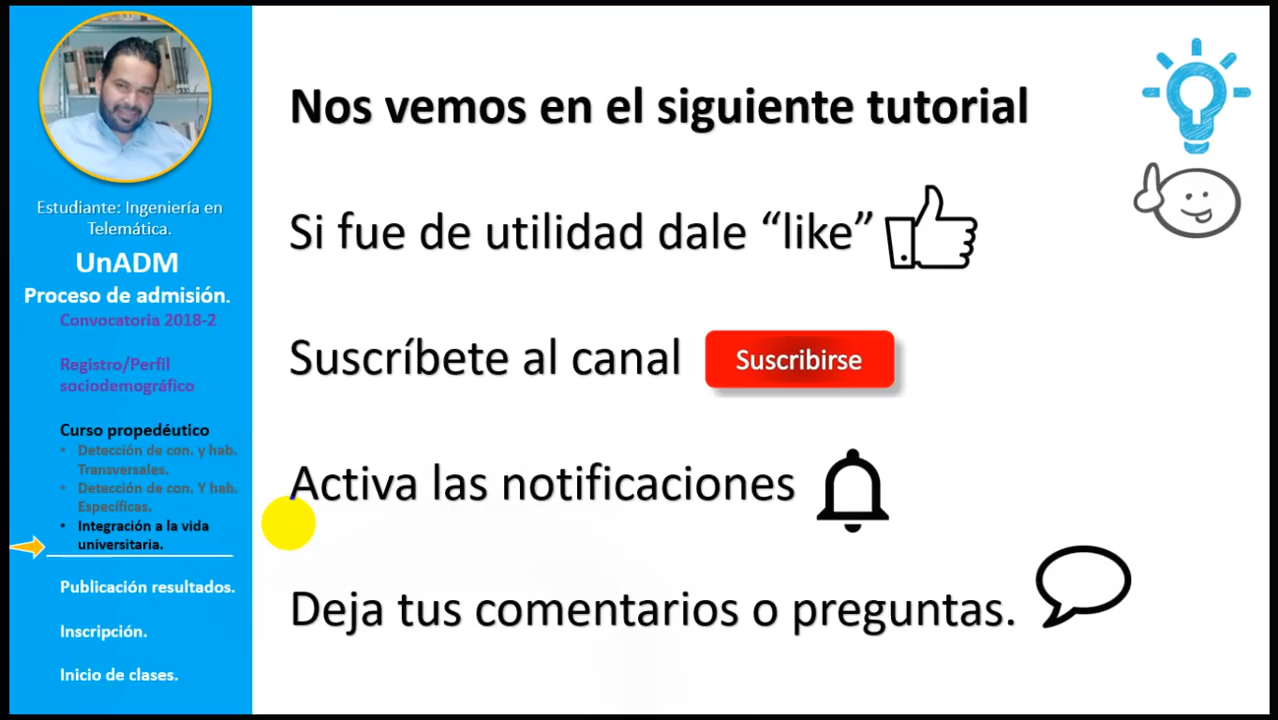 Estudiante: Ingeniería en
Telemática.
UnADM
Proceso de admisión.
Convocatoria 2018-2
Registro/Perfil
sociodemográfico
Curso propedéutico
• Detección de con. y hab.
Transversales.
• Detección de con. Y hab.
Especificas.
• Integración a la vida
universitaria.
Publicación resultados.
Inscripción.
Inicio de clases.
Nos vemos en el siguiente tutorial
Si fue de utilidad dale “like”
Suscríbete al canal
Suscribirse
Activa las notificaciones
Deja tus comentarios o preguntas.